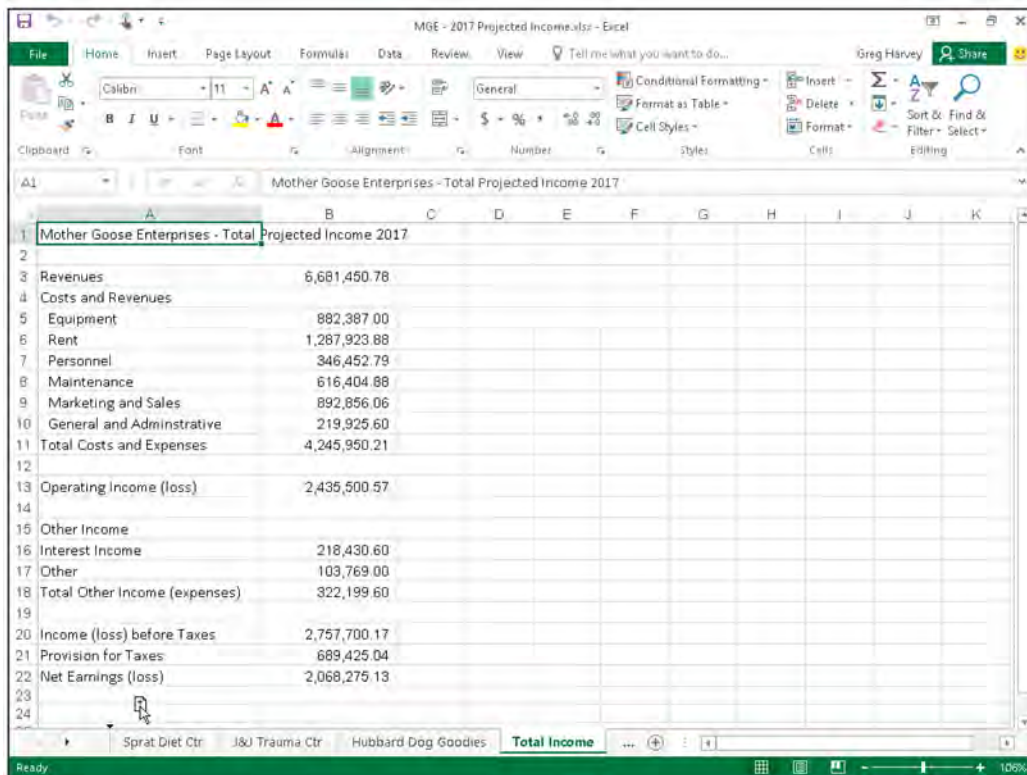 MGE - 2017 Projected Income.xlsx - Excel
File Home Insert Page Layout Formulas Data Review View Tell me what you want to do... Greg Harvey Share
Calibri 11 A A General Conditional Formatting Insert Σ
Paste Format as Table Delete Sort & Find &
B I U A $ % Cell Styles Format Filter Select
Clipboard Font Alignment Number Styles Cells Editing
A1 Mother Goose Enterprises - Total Projected Income 2017
A B C D E F G H I J K
1 Mother Goose Enterprises - Total Projected Income 2017
2
3 Revenues 6,681,450.78
4 Costs and Revenues
5 Equipment 882,387.00
6 Rent 1,287,923.88
7 Personnel 346,452.79
8 Maintenance 616,404.88
9 Marketing and Sales 892,856.06
10 General and Adminstrative 219,925.60
11 Total Costs and Expenses 4,245,950.21
12
13 Operating Income (loss) 2,435,500.57
14
15 Other Income
16 Interest Income 218,430.60
17 Other 103,769.00
18 Total Other Income (expenses) 322,199.60
19
20 Income (loss) before Taxes 2,757,700.17
21 Provision for Taxes 689,425.04
22 Net Earnings (loss) 2,068,275.13
23
24
Sprat Diet Ctr J&J Trauma Ctr Hubbard Dog Goodies Total Income ...
Ready 106%